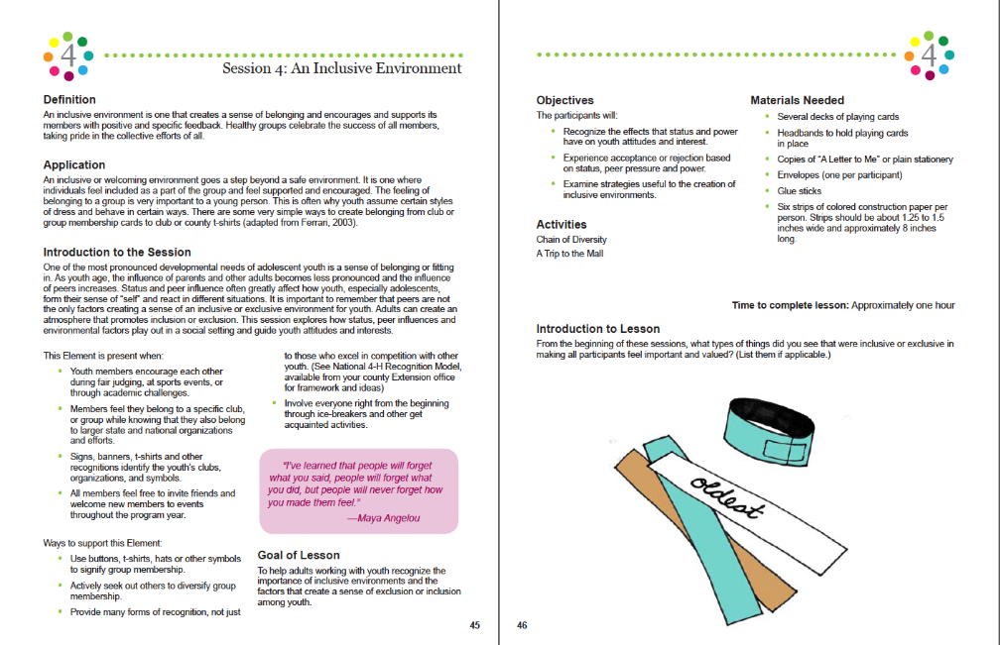 4
Session 4: An Inclusive Environment
Definition
An inclusive environment is one that creates a sense of belonging and encourages and supports its
members with positive and specific feedback. Healthy groups celebrate the success of all members,
taking pride in the collective efforts of all.
Application
An inclusive or welcoming environment goes a step beyond a safe environment. It is one where
individuals feel included as a part of the group and feel supported and encouraged. The feeling of
belonging to a group is very important to a young person. This is often why youth assume certain styles
of dress and behave in certain ways. There are some very simple ways to create belonging from club or
group membership cards to club or county t-shirts (adapted from Ferrari, 2003).
Introduction to the Session
One of the most pronounced developmental needs of adolescent youth is a sense of belonging or fitting
in. As youth age, the influence of parents and other adults becomes less pronounced and the influence
of peers increases. Status and peer influence often greatly affect how youth, especially adolescents,
form their sense of "self" and react in different situations. It is important to remember that peers are not
the only factors creating a sense of an inclusive or exclusive environment for youth. Adults can create an
atmosphere that promotes inclusion or exclusion. This session explores how status, peer influences and
environmental factors play out in a social setting and guide youth attitudes and interests.
This Element is present when:
• Youth members encourage each other
during fair judging, at sports events, or
through academic challenges.
• Members feel they belong to a specific club,
or group while knowing that they also belong
to larger state and national organizations
and efforts.
• Signs, banners, t-shirts and other
recognitions identify the youth's clubs,
organizations, and symbols.
• All members feel free to invite friends and
welcome new members to events
throughout the program year.
Ways to support this Element:
• Use buttons, t-shirts, hats or other symbols
to signify group membership.
• Actively seek out others to diversify group
membership.
• Provide many forms of recognition, not just
to those who excel in competition with other
youth. (See National 4-H Recognition Model,
available from your county Extension office
for framework and ideas)
• Involve everyone right from the beginning
through ice-breakers and other get
acquainted activities.
"I've learned that people will forget
what you said, people will forget what
you did, but people will never forget how
you made them feel."
—Maya Angelou
Goal of Lesson
To help adults working with youth recognize the
importance of inclusive environments and the
factors that create a sense of exclusion or inclusion
among youth.
45
4
Objectives
The participants will:
• Recognize the effects that status and power
have on youth attitudes and interest.
• Experience acceptance or rejection based
on status, peer pressure and power.
• Examine strategies useful to the creation of
inclusive environments.
Activities
Chain of Diversity
A Trip to the Mall
Materials Needed
• Several decks of playing cards
• Headbands to hold playing cards
in place
• Copies of "A Letter to Me" or plain stationery
• Envelopes (one per participant)
• Glue sticks
• Six strips of colored construction paper per
person. Strips should be about 1.25 to 1.5
inches wide and approximately 8 inches
long.
Time to complete lesson: Approximately one hour
Introduction to Lesson
From the beginning of these sessions, what types of things did you see that were inclusive or exclusive in
making all participants feel important and valued? (List them if applicable.)
oldest
46